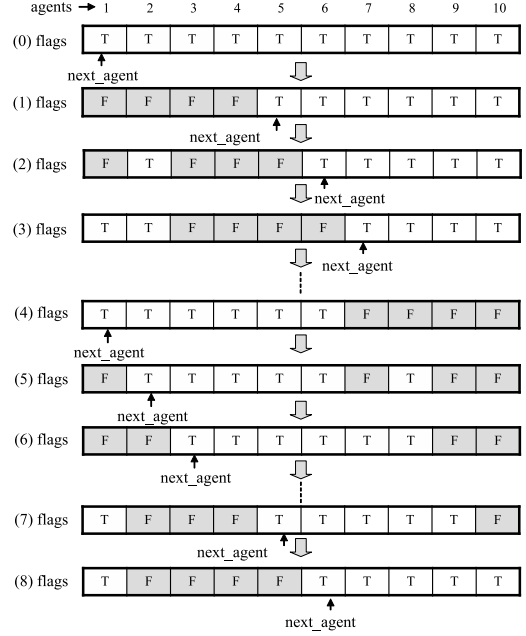 agents 1 2 3 4 5 6 7 8 9 10
(0) flags T T T T T T T T T T
next_agent
(1) flags F F F F T T T T T T
next_agent
(2) flags F T F F F T T T T T
next_agent
(3) flags T T F F F F T T T T
next_agent
(4) flags T T T T T T F F F F
next_agent
(5) flags F T T T T T F T F F
next_agent
(6) flags F F T T T T T T F F
next_agent
(7) flags T F F F T T T T T F
next_agent
(8) flags T F F F F T T T T T
next_agent